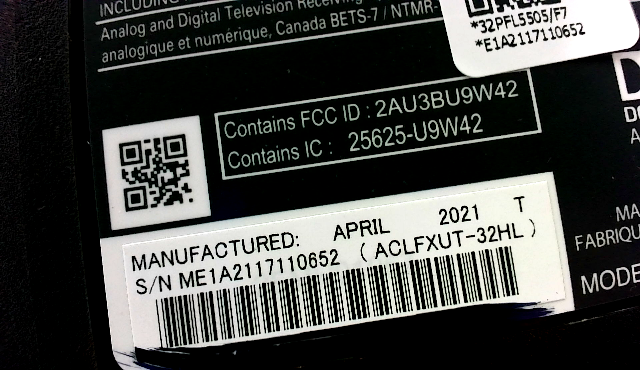 INCLUDING
Analog and Digital Television Receiving
analogique et numérique, Canada BETS-7 / NTMR-
*32PFL5505/F7
*E1A2117110652
Contains FCC ID : 2AU3BU9W42
Contains IC : 25625-U9W42
MANUFACTURED: APRIL 2021 T
S/N ME1A2117110652 (ACLFXUT-32HL)
MA
FABRIQU
MODE